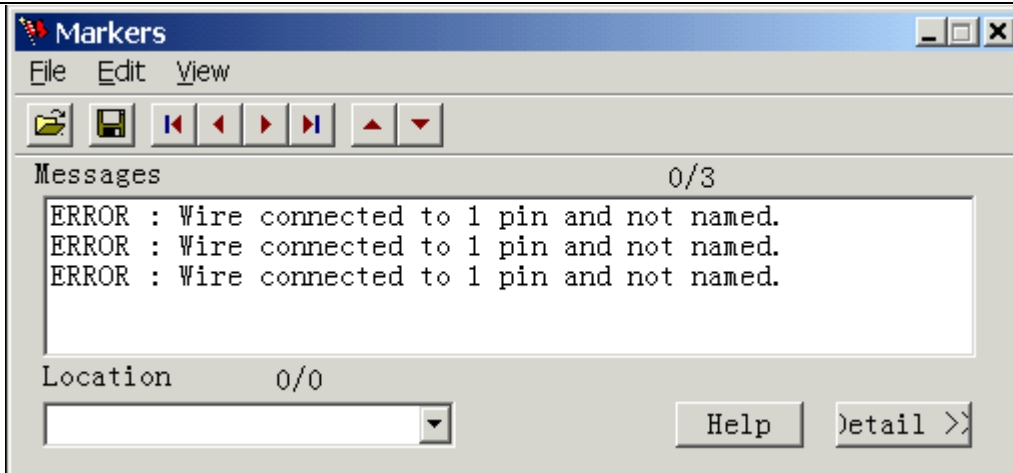 Markers
File Edit View
Messages 0/3
ERROR : Wire connected to 1 pin and not named.
ERROR : Wire connected to 1 pin and not named.
ERROR : Wire connected to 1 pin and not named.
Location 0/0
Help Detail >>